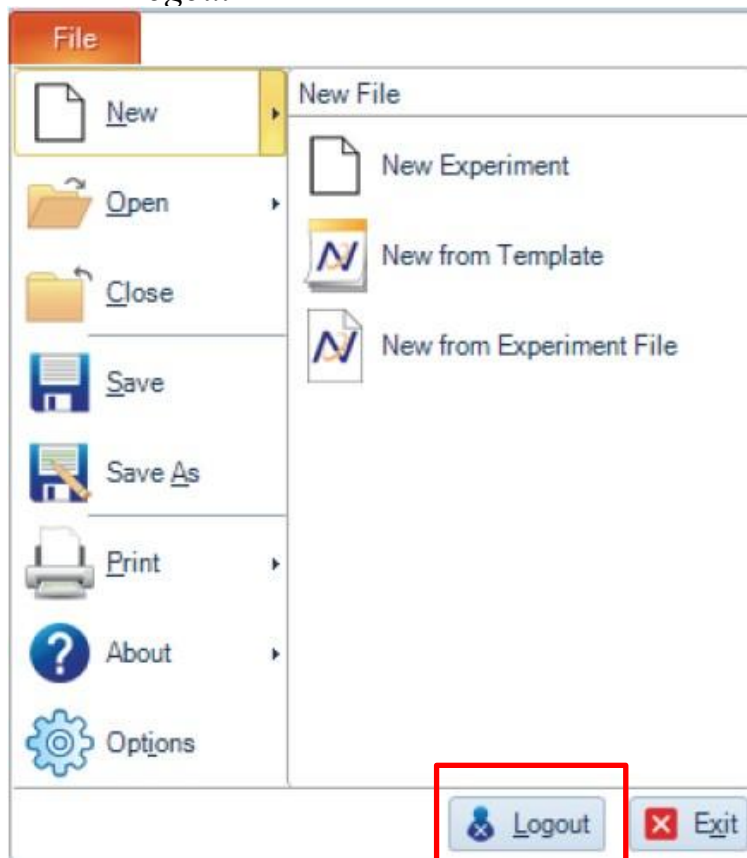 File
New
New File
New Experiment
Open
New from Template
Close
New from Experiment File
Save
Save As
Print
About
Options
Logout
Exit